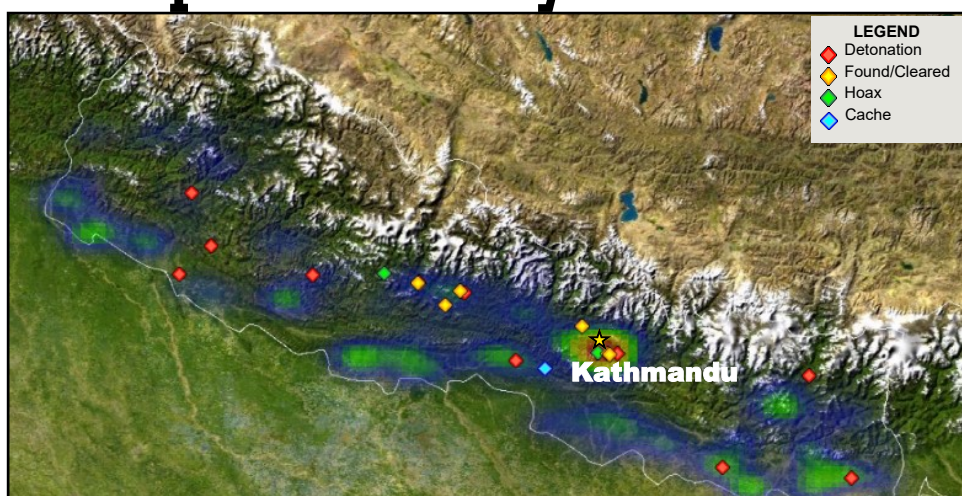 LEGEND
Detonation
Found/Cleared
Hoax
Cache
Kathmandu